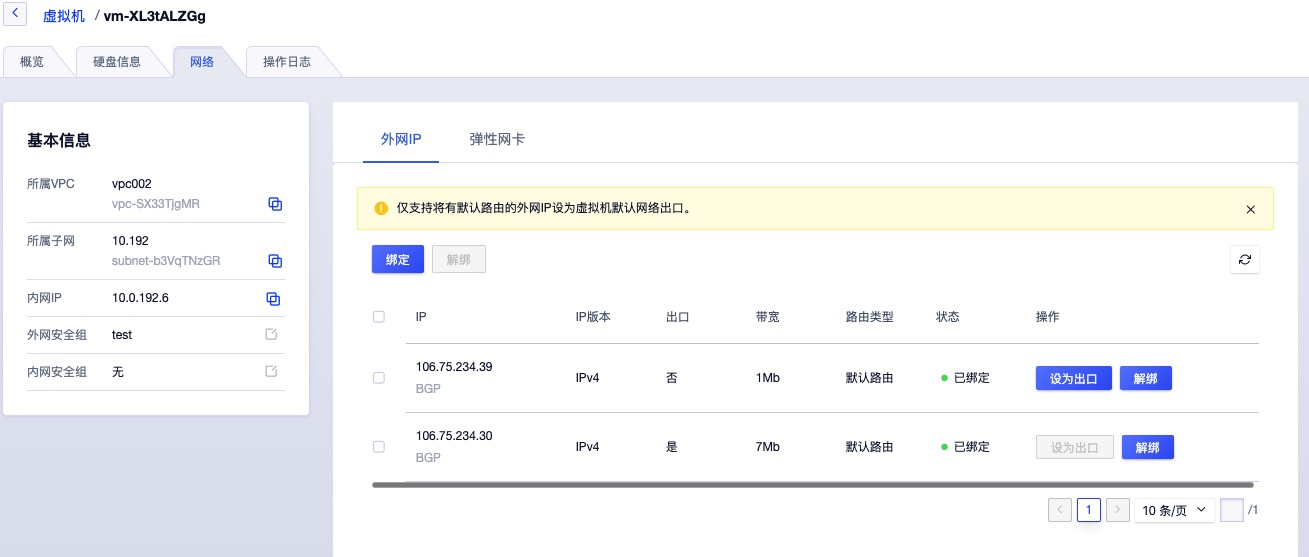 虚拟机 / vm-XL3tALZGg
概览 硬盘信息 网络 操作日志
基本信息
所属VPC vpc002
vpc-SX33TjgMR
所属子网 10.192
subnet-b3VqTNzGR
内网IP 10.0.192.6
外网安全组 test
内网安全组 无
外网IP 弹性网卡
仅支持将有默认路由的外网IP设为虚拟机默认网络出口。
绑定 解绑
IP IP版本 出口 带宽 路由类型 状态 操作
106.75.234.39
BGP IPv4 否 1Mb 默认路由 已绑定 设为出口 解绑
106.75.234.30
BGP IPv4 是 7Mb 默认路由 已绑定 设为出口 解绑
1 10 条/页 /1